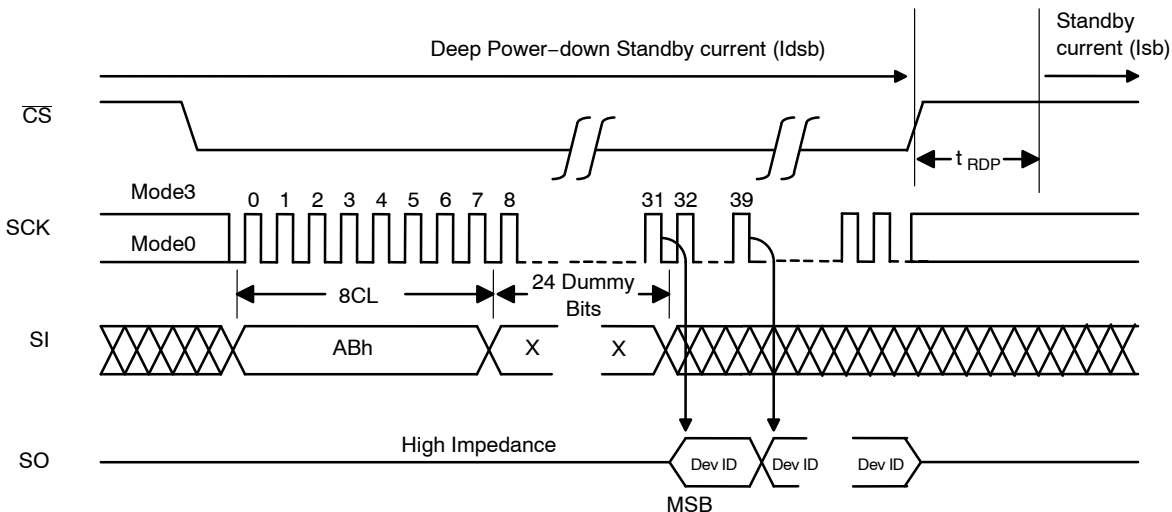 Deep Power−down Standby current (Idsb)
Standby
current (Isb)
CS
t RDP
Mode3
0 1 2 3 4 5 6 7 8 31 32 39
SCK
Mode0
8CL
24 Dummy
Bits
SI
ABh
X
X
High Impedance
SO
Dev ID
Dev ID
Dev ID
MSB